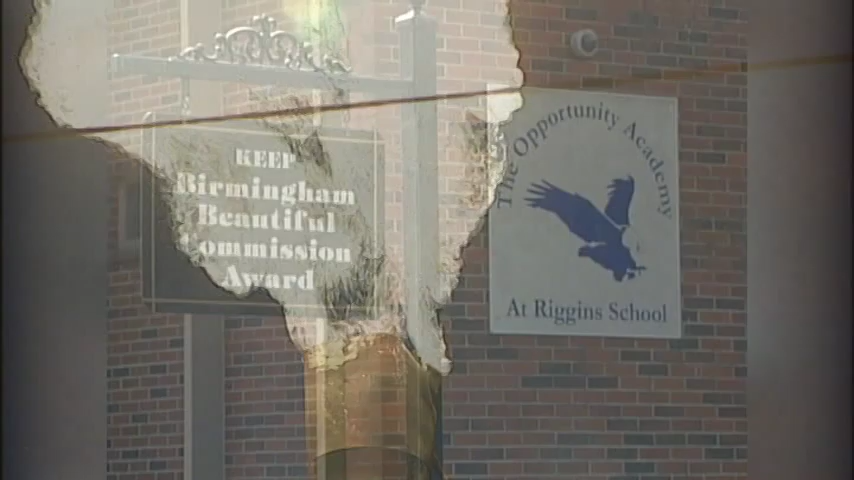 KEEP
Birmingham
Beautiful
Commission
Award
The Opportunity Academy
At Riggins School